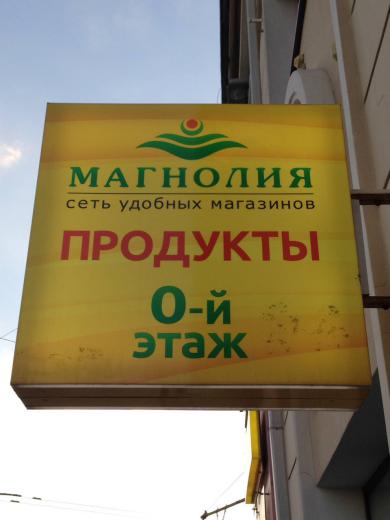 МАГНОЛИЯ
сеть удобных магазинов
ПРОДУКТЫ
0-й
этаж